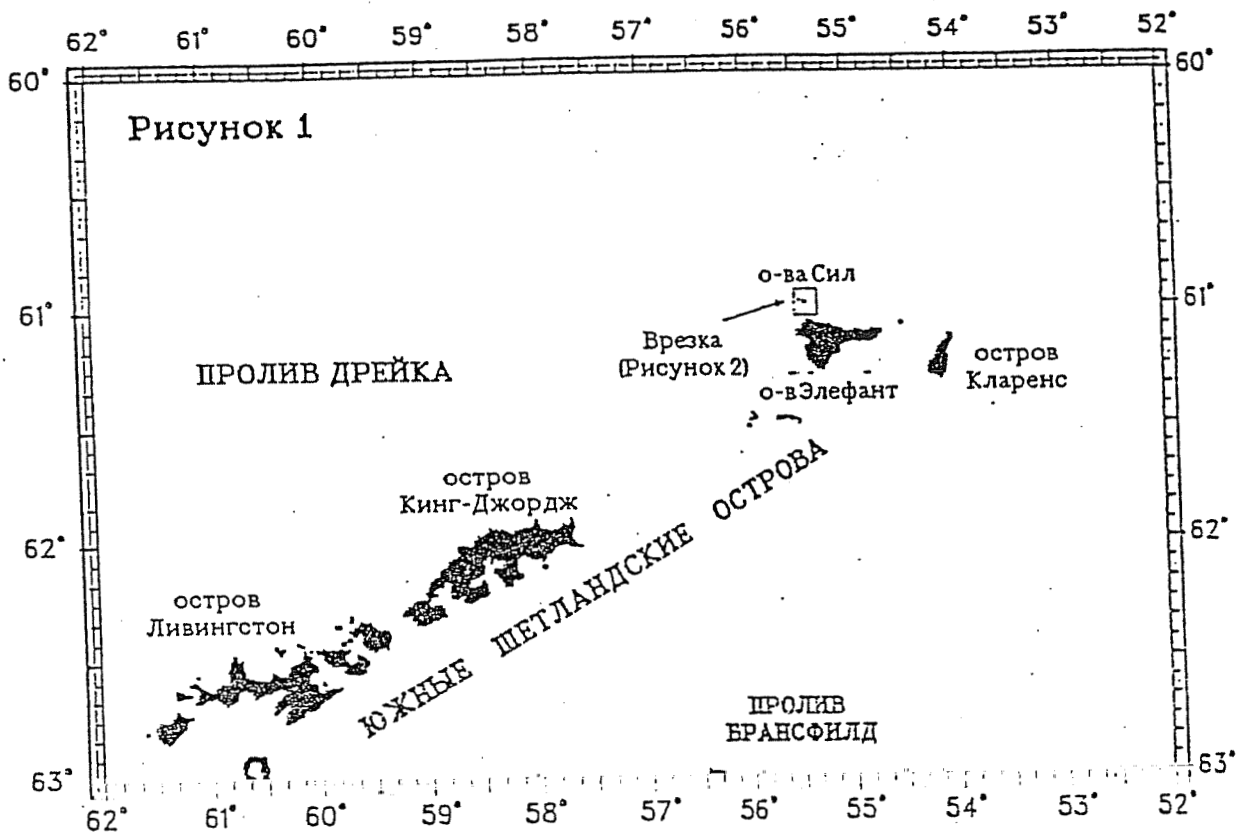 62° 61° 60° 59° 58° 57° 56° 55° 54° 53° 52°
60° 60°
Рисунок 1
о-ва Сил
61° 61°
Врезка
(Рисунок 2)
остров
Кларенс
ПРОЛИВ ДРЕЙКА
о-в Элефант
ЮЖНЫЕ ШЕТЛАНДСКИЕ ОСТРОВА
остров
Кинг-Джордж
62° 62°
остров
Ливингстон
ПРОЛИВ
БРАНСФИЛД
63° 63°
62° 61° 60° 59° 58° 57° 56° 55° 54° 53° 52°